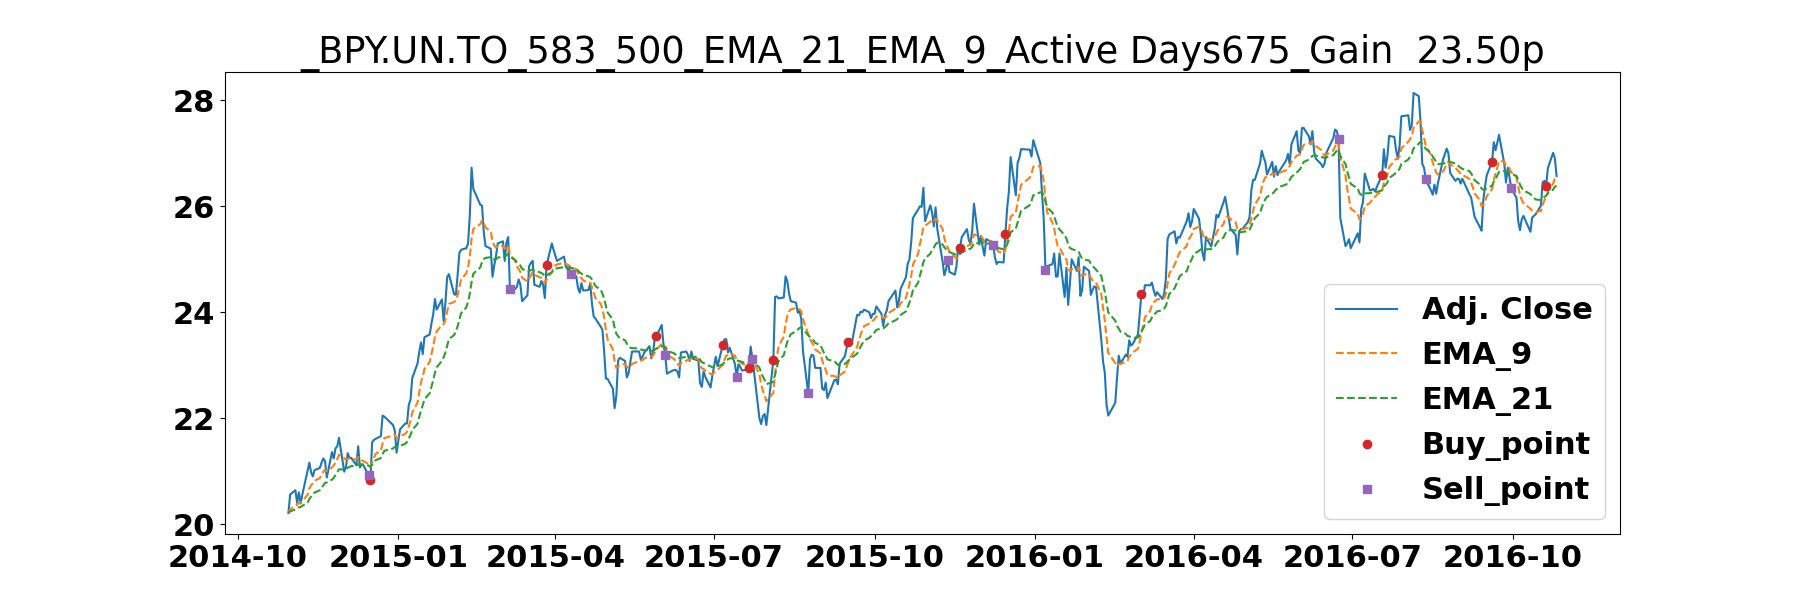 _BPY.UN.TO_583_500_EMA_21_EMA_9_Active Days675_Gain  23.50p
28
26
24
22
20
2014-10 2015-01 2015-04 2015-07 2015-10 2016-01 2016-04 2016-07 2016-10
Adj. Close
EMA_9
EMA_21
Buy_point
Sell_point